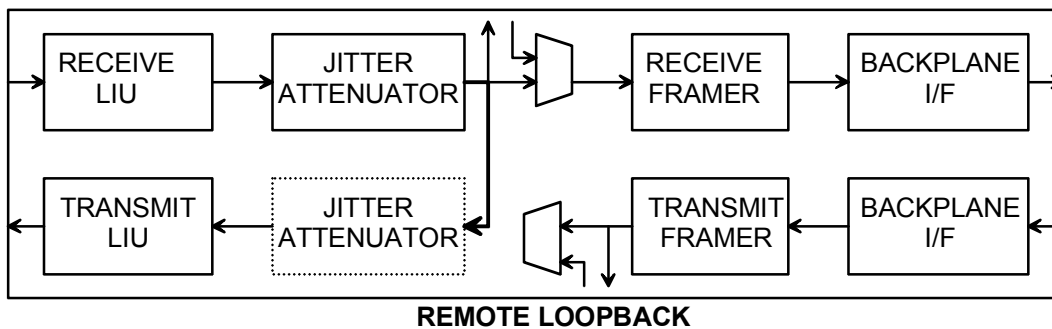 RECEIVE
LIU
JITTER
ATTENUATOR
RECEIVE
FRAMER
BACKPLANE
I/F
TRANSMIT
LIU
JITTER
ATTENUATOR
TRANSMIT
FRAMER
BACKPLANE
I/F
REMOTE LOOPBACK